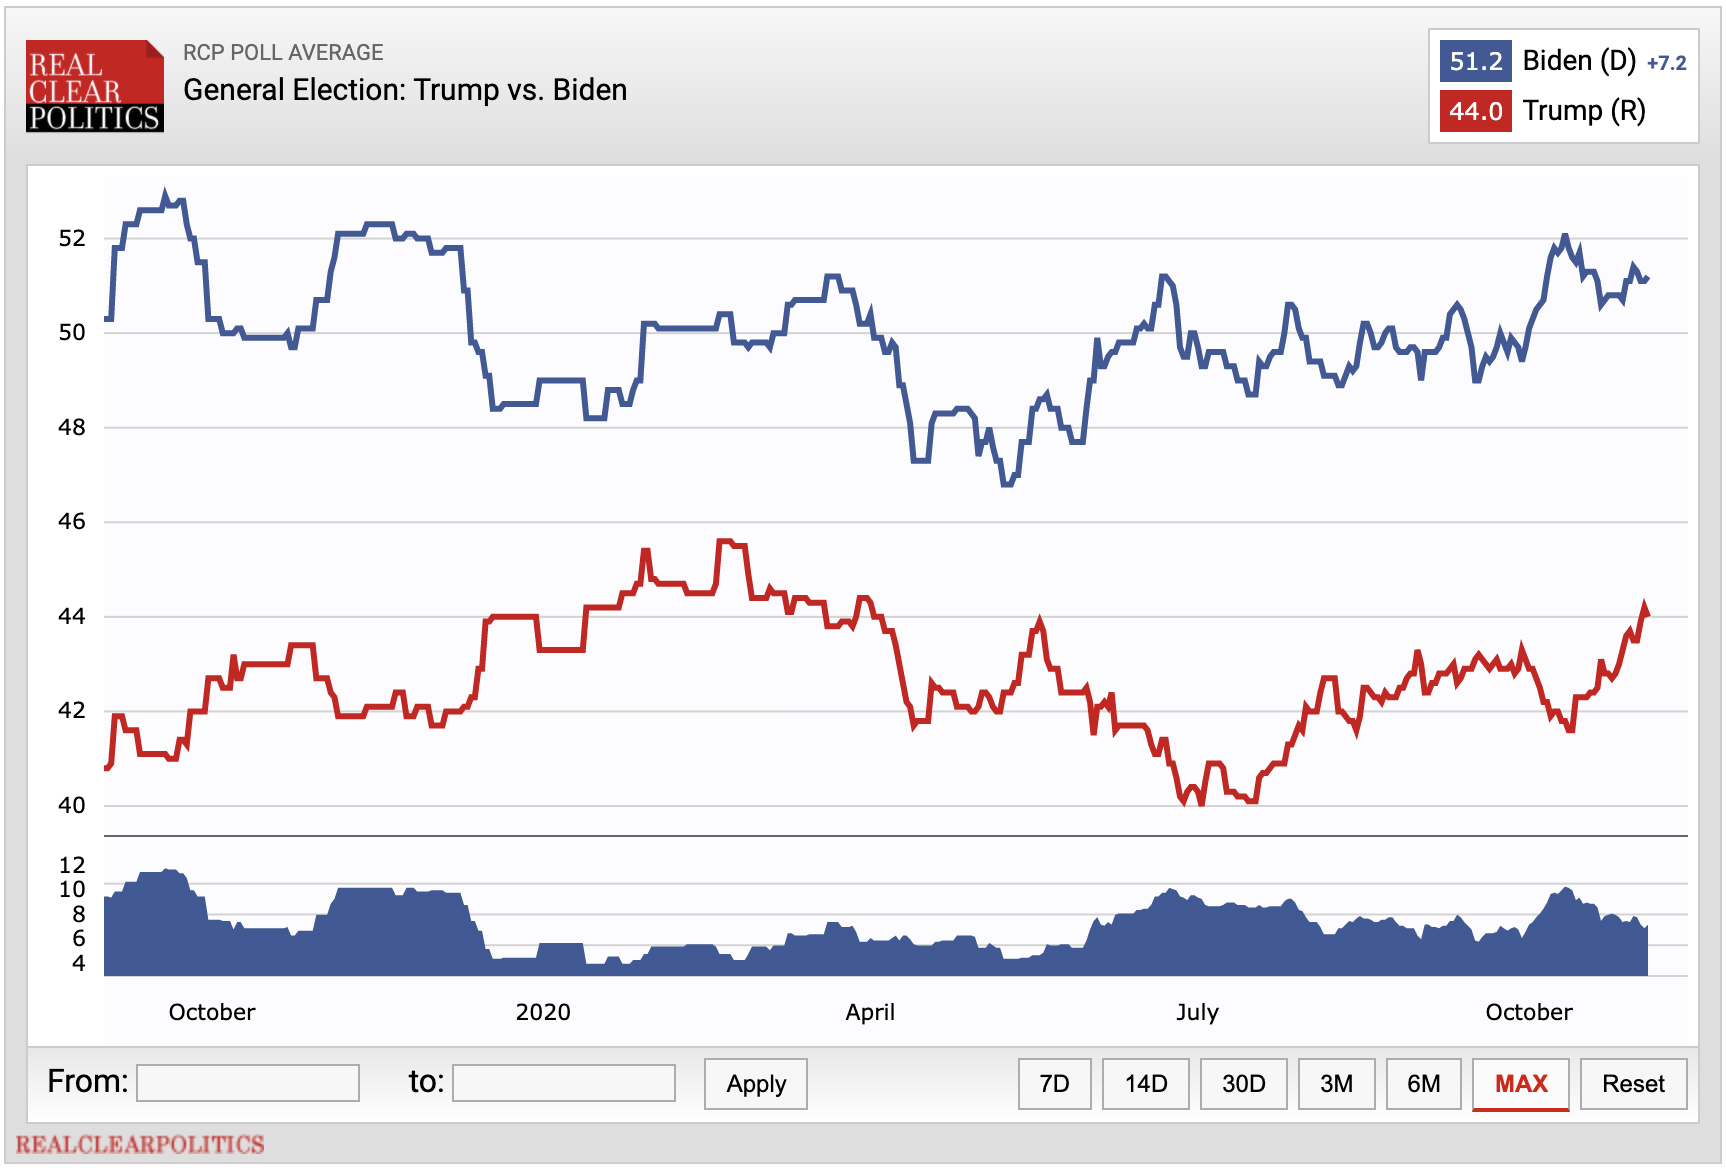 REAL
CLEAR
POLITICS
RCP POLL AVERAGE
General Election: Trump vs. Biden
51.2 Biden (D) +7.2
44.0 Trump (R)
52
50
48
46
44
42
40
12
10
8
6
4
October 2020 April July October
From: to: Apply 7D 14D 30D 3M 6M MAX Reset
REALCLEARPOLITICS